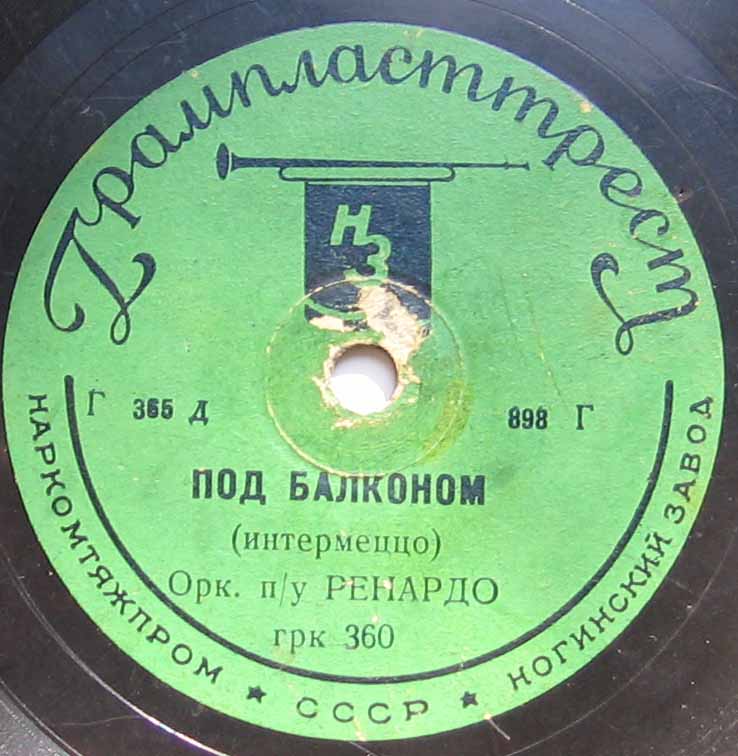 Грампласттрест
НЗ
Г 365 Д
898 Г
ПОД БАЛКОНОМ
(интермеццо)
Орк. п/у РЕНАРДО
грк 360
НАРКОМТЯЖПРОМ ★ СССР ★ НОГИНСКИЙ ЗАВОД